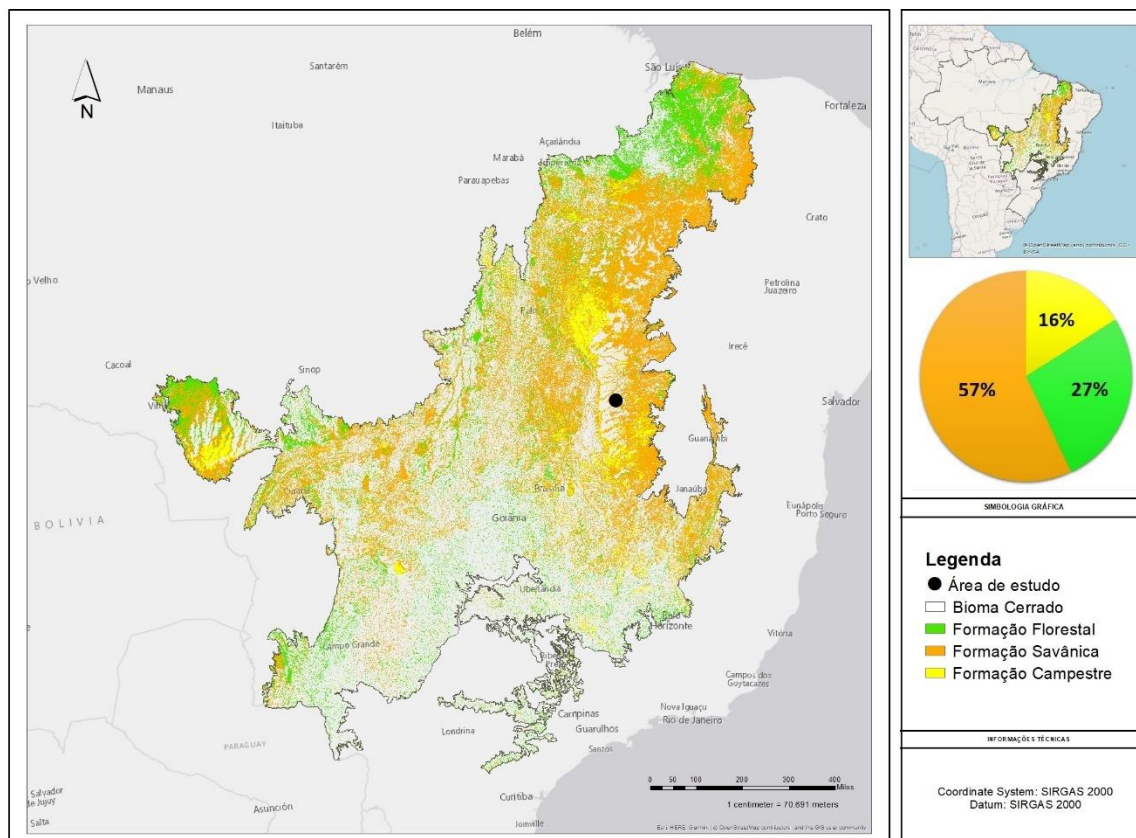 Belém
Santarém
São Luís
Manaus
Fortaleza
Itaituba
Açailândia
Marabá
Imperatriz
Parauapebas
Crato
Velho
Petrolina
Juazeiro
Irecê
Cacoal
Sinop
Salvador
Guanambi
Brasília
Janaúba
Eunápolis
Porto Seguro
BOLIVIA
Goiânia
Uberlândia
Horizonte
Vitória
Campo Grande
Campos dos
Goytacazes
Nova Iguaçu
Rio de Janeiro
Campinas
Guarulhos
Londrina
Santos
PARAGUAY
Salvador
de Jujuy
Salta
Asunción
Curitiba
Joinville
N
0 50 100 200 300 400
Miles
1 centimeter = 70.691 meters
16%
57%
27%
SIMBOLOGIA GRÁFICA
Legenda
Área de estudo
Bioma Cerrado
Formação Florestal
Formação Savânica
Formação Campestre
INFORMAÇÕES TÉCNICAS
Coordinate System: SIRGAS 2000
Datum: SIRGAS 2000